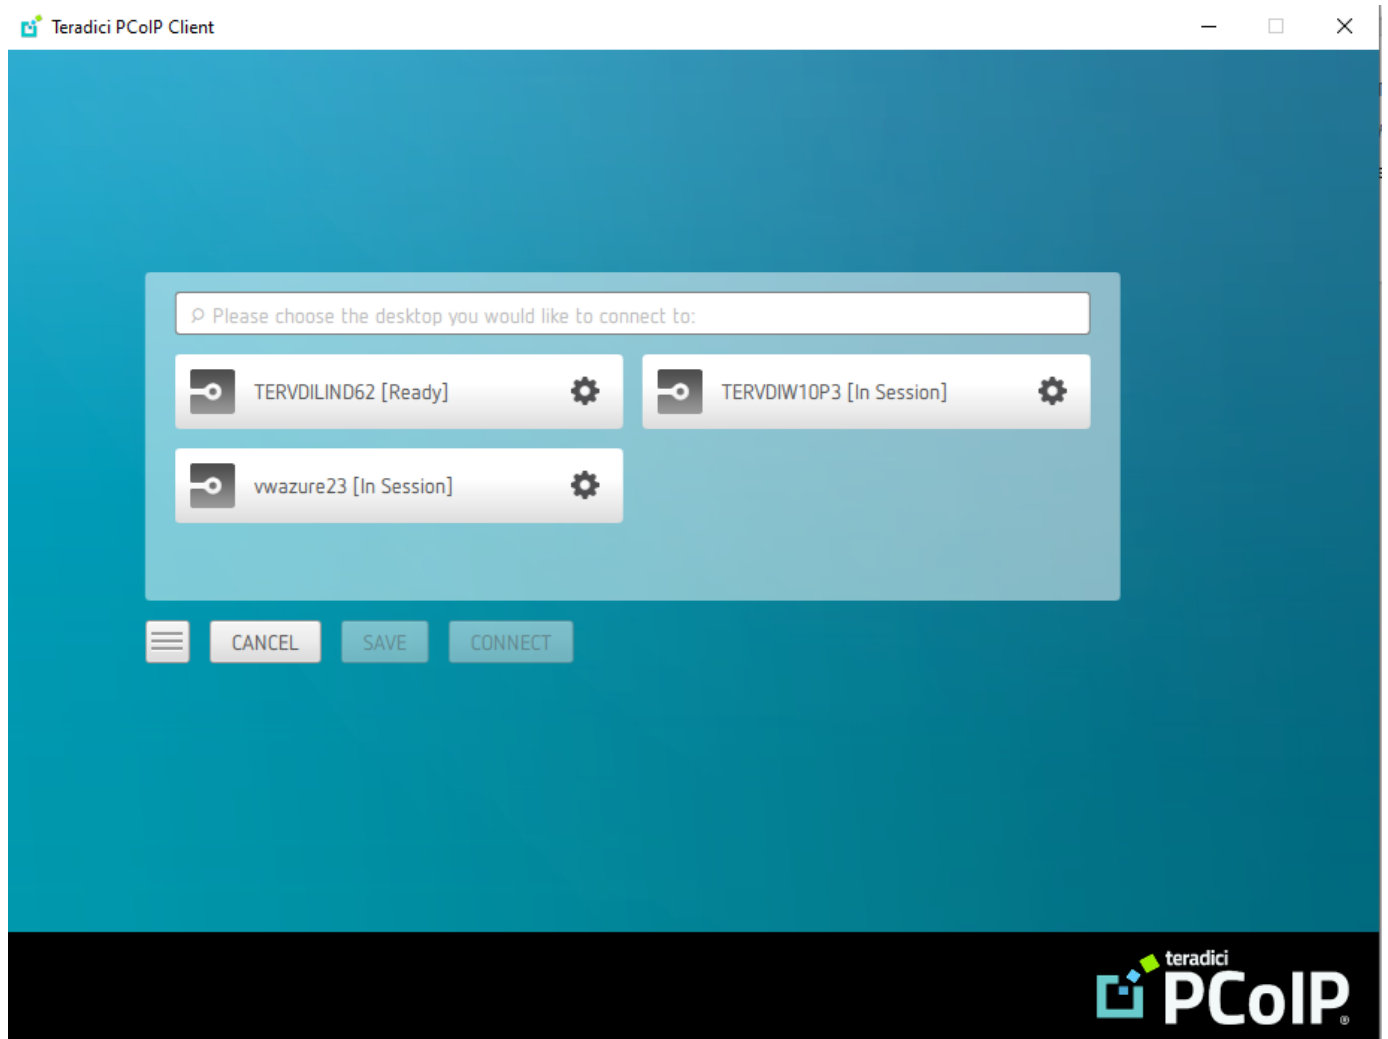 Teradici PCoIP Client
Please choose the desktop you would like to connect to:
TERVDILIND62 [Ready]
TERVDIW10P3 [In Session]
vwazure23 [In Session]
CANCEL
SAVE
CONNECT
teradici
PCoIP®